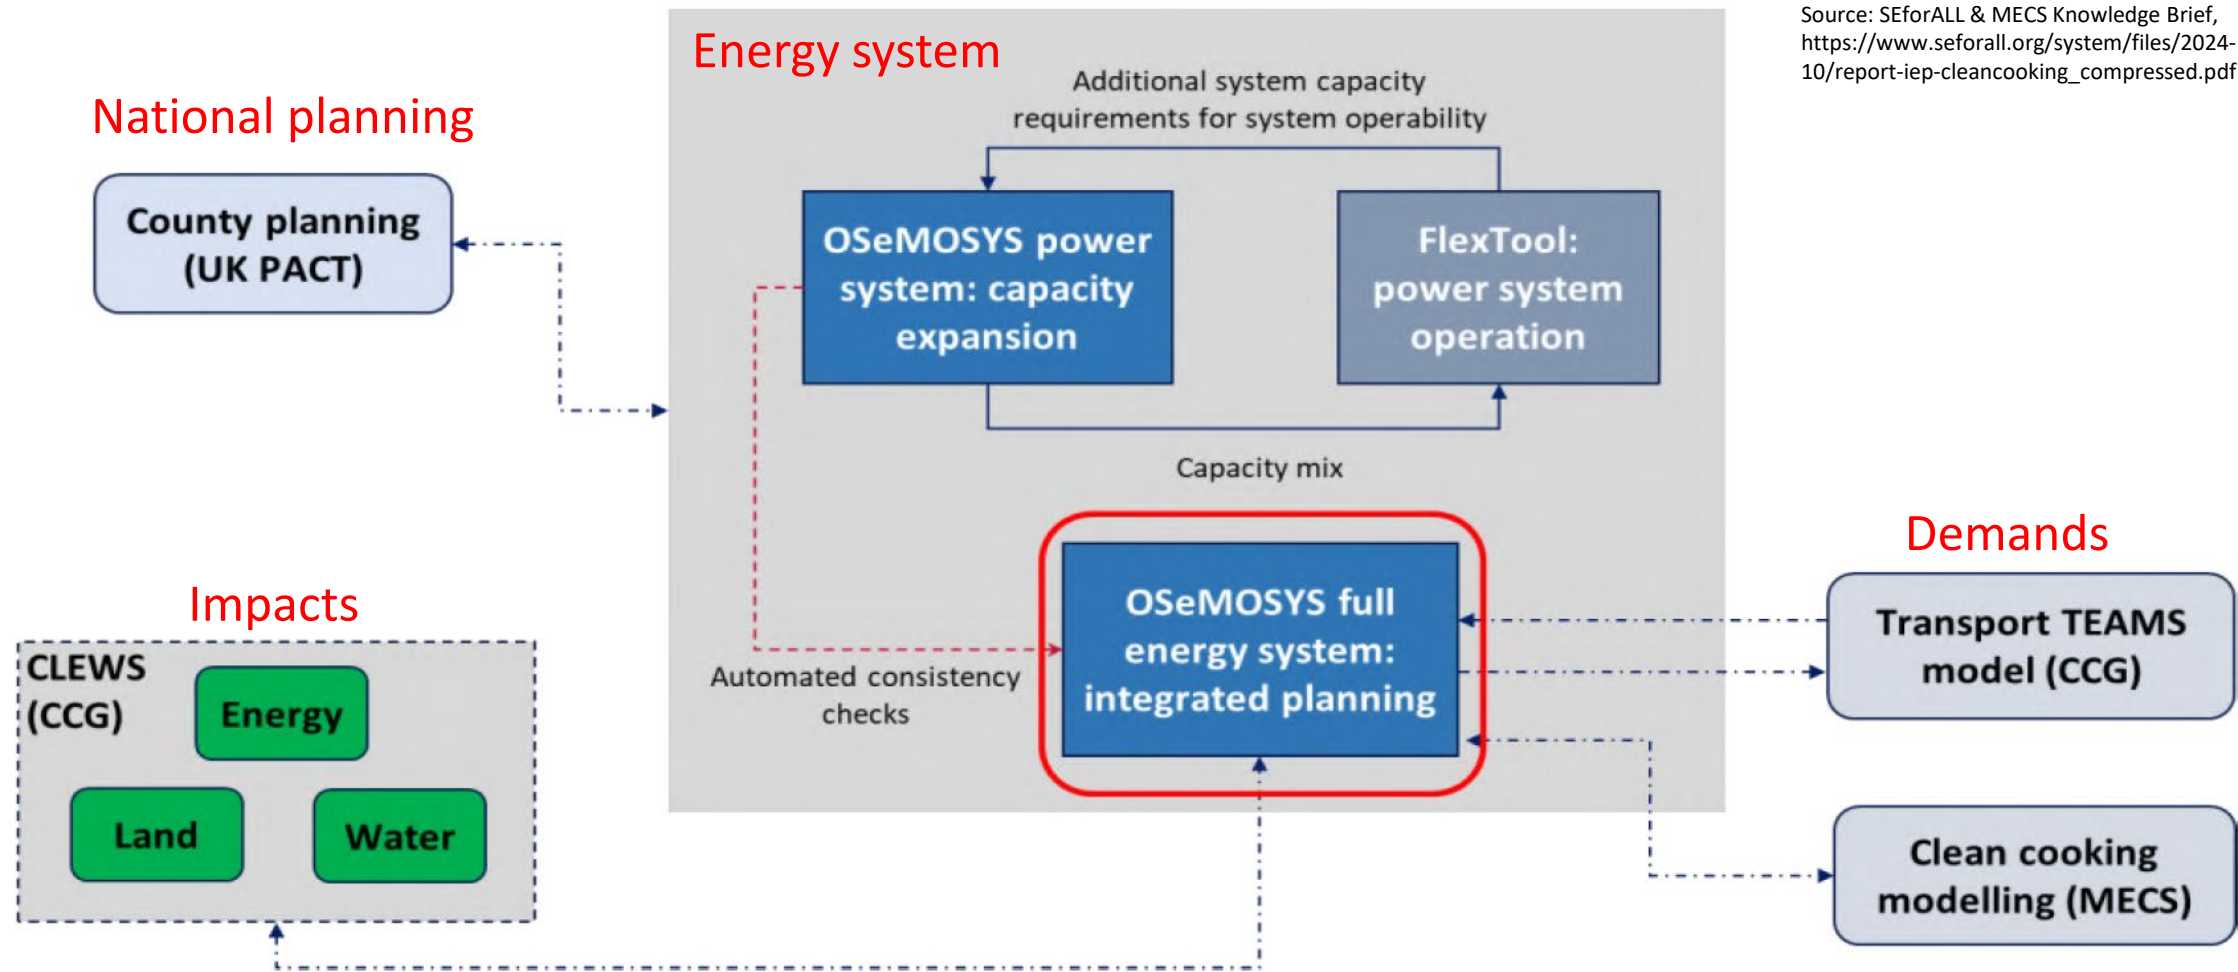 Source: SEforALL & MECS Knowledge Brief,
https://www.seforall.org/system/files/2024-
10/report-iep-cleancooking_compressed.pdf
Energy system
National planning
Additional system capacity
requirements for system operability
County planning
(UK PACT)
OSeMOSYS power
system: capacity
expansion
FlexTool:
power system
operation
Capacity mix
Demands
Impacts
OSeMOSYS full
energy system:
integrated planning
Automated consistency
checks
Transport TEAMS
model (CCG)
CLEWS
(CCG)
Energy
Land
Water
Clean cooking
modelling (MECS)